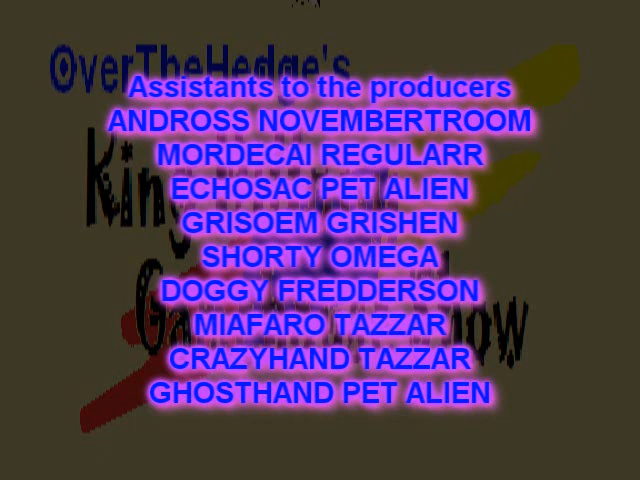 OverTheHedge's
Assistants to the producers
ANDROSS NOVEMBERTROOM
MORDECAI REGULARR
ECHOSAC PET ALIEN
GRISOEM GRISHEN
SHORTY OMEGA
DOGGY FREDDERSON
MIAFARO TAZZAR
CRAZYHAND TAZZAR
GHOSTHAND PET ALIEN